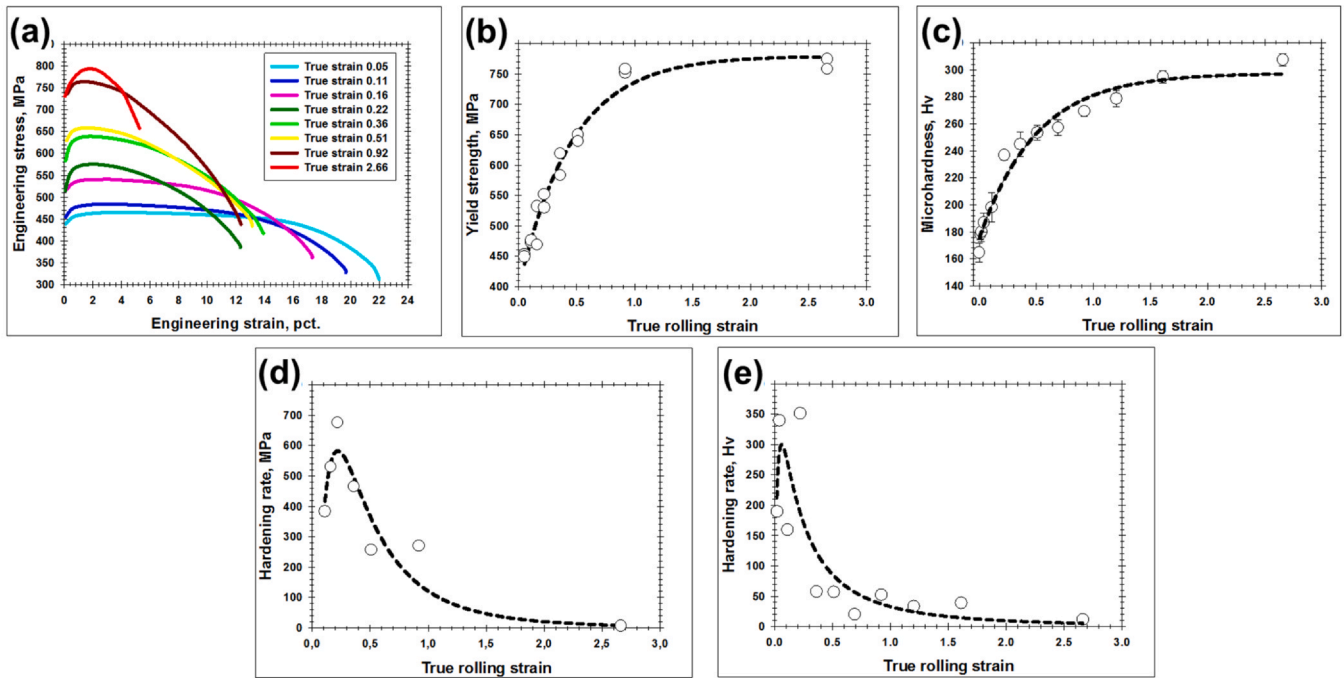 (a)
Engineering stress, MPa
800
750
700
650
600
550
500
450
400
350
300
0 2 4 6 8 10 12 14 16 18 20 22 24
Engineering strain, pct.
True strain 0.05
True strain 0.11
True strain 0.16
True strain 0.22
True strain 0.36
True strain 0.51
True strain 0.92
True strain 2.66
(b)
Yield strength, MPa
750
700
650
600
550
500
450
400
0.0 0.5 1.0 1.5 2.0 2.5 3.0
True rolling strain
(c)
Microhardness, Hv
300
280
260
240
220
200
180
160
140
0.0 0.5 1.0 1.5 2.0 2.5 3.0
True rolling strain
(d)
Hardening rate, MPa
700
600
500
400
300
200
100
0
0,0 0,5 1,0 1,5 2,0 2,5 3,0
True rolling strain
(e)
Hardening rate, Hv
350
300
250
200
150
100
50
0
0.0 0.5 1.0 1.5 2.0 2.5 3.0
True rolling strain